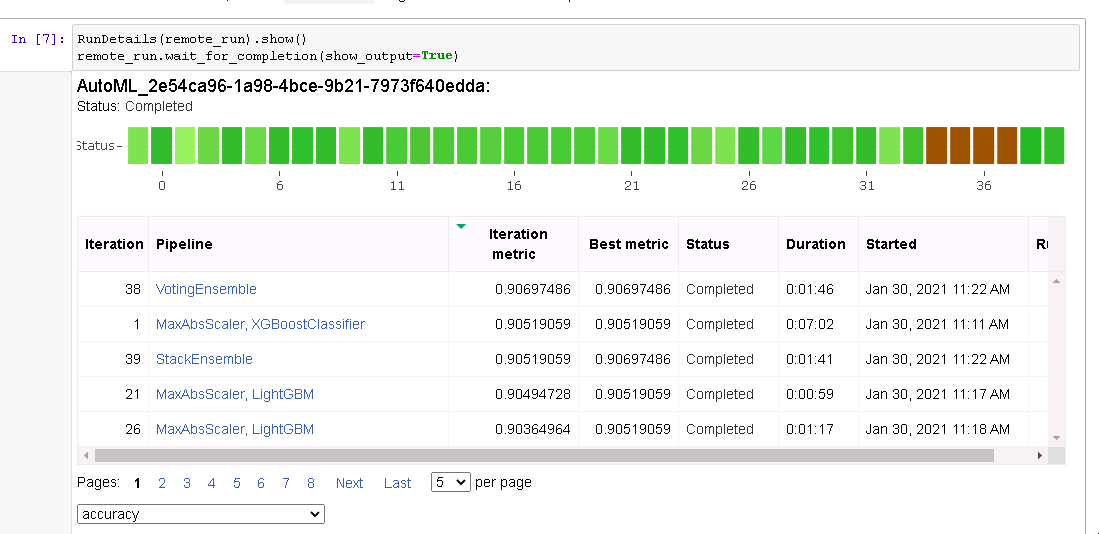 In [7]: RunDetails(remote_run).show()
remote_run.wait_for_completion(show_output=True)
AutoML_2e54ca96-1a98-4bce-9b21-7973f640edda:
Status: Completed
Status-
0 6 11 16 21 26 31 36
Iteration Pipeline Iteration metric Best metric Status Duration Started
38 VotingEnsemble 0.90697486 0.90697486 Completed 0:01:46 Jan 30, 2021 11:22 AM
1 MaxAbsScaler, XGBoostClassifier 0.90519059 0.90519059 Completed 0:07:02 Jan 30, 2021 11:11 AM
39 StackEnsemble 0.90519059 0.90697486 Completed 0:01:41 Jan 30, 2021 11:22 AM
21 MaxAbsScaler, LightGBM 0.90494728 0.90519059 Completed 0:00:59 Jan 30, 2021 11:17 AM
26 MaxAbsScaler, LightGBM 0.90364964 0.90519059 Completed 0:01:17 Jan 30, 2021 11:18 AM
Pages: 1 2 3 4 5 6 7 8 Next Last 5 per page
accuracy